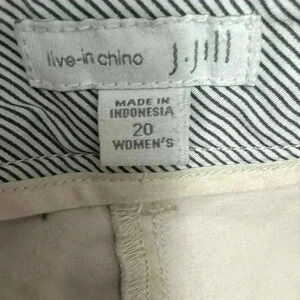 live-in chino j.jill
MADE IN
INDONESIA
20
WOMEN'S